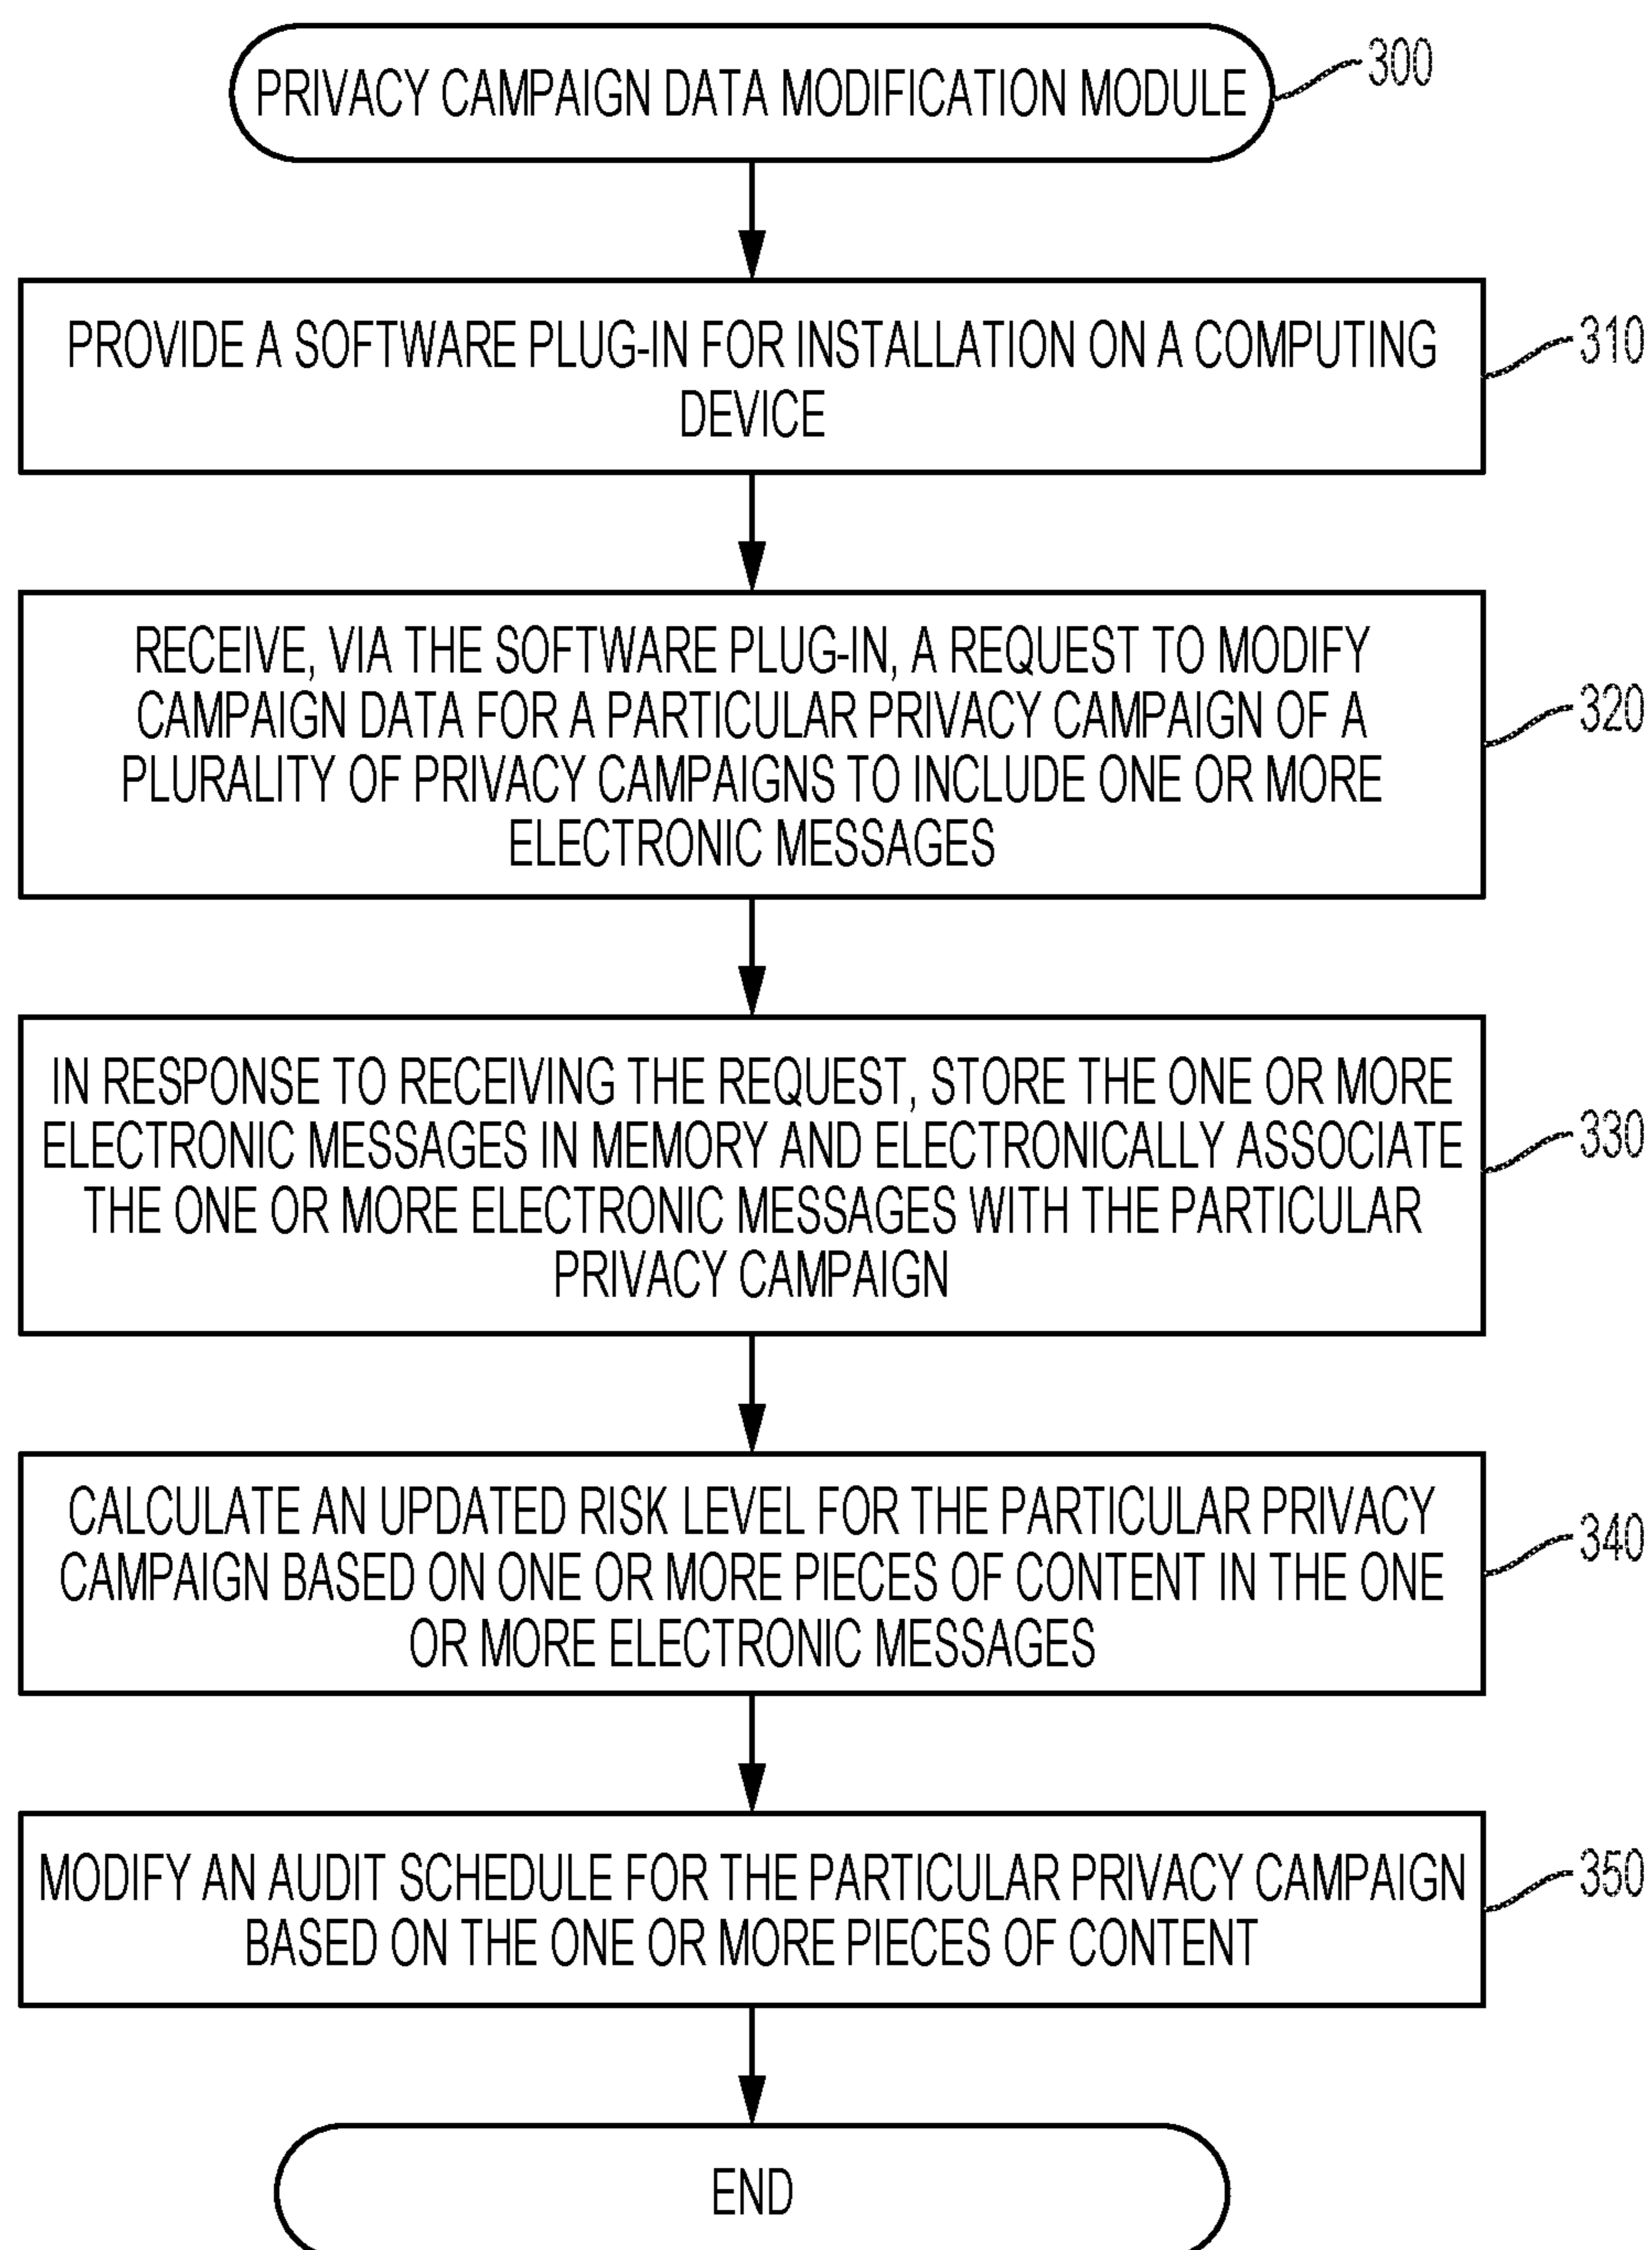 PRIVACY CAMPAIGN DATA MODIFICATION MODULE
300
PROVIDE A SOFTWARE PLUG-IN FOR INSTALLATION ON A COMPUTING
DEVICE
310
RECEIVE, VIA THE SOFTWARE PLUG-IN, A REQUEST TO MODIFY
CAMPAIGN DATA FOR A PARTICULAR PRIVACY CAMPAIGN OF A
PLURALITY OF PRIVACY CAMPAIGNS TO INCLUDE ONE OR MORE
ELECTRONIC MESSAGES
320
IN RESPONSE TO RECEIVING THE REQUEST, STORE THE ONE OR MORE
ELECTRONIC MESSAGES IN MEMORY AND ELECTRONICALLY ASSOCIATE
THE ONE OR MORE ELECTRONIC MESSAGES WITH THE PARTICULAR
PRIVACY CAMPAIGN
330
CALCULATE AN UPDATED RISK LEVEL FOR THE PARTICULAR PRIVACY
CAMPAIGN BASED ON ONE OR MORE PIECES OF CONTENT IN THE ONE
OR MORE ELECTRONIC MESSAGES
340
MODIFY AN AUDIT SCHEDULE FOR THE PARTICULAR PRIVACY CAMPAIGN
BASED ON THE ONE OR MORE PIECES OF CONTENT
350
END